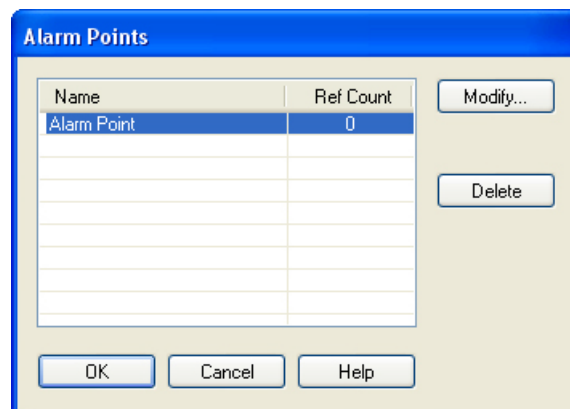 Alarm Points
Name Ref Count Modify...
Alarm Point 0
Delete
OK Cancel Help